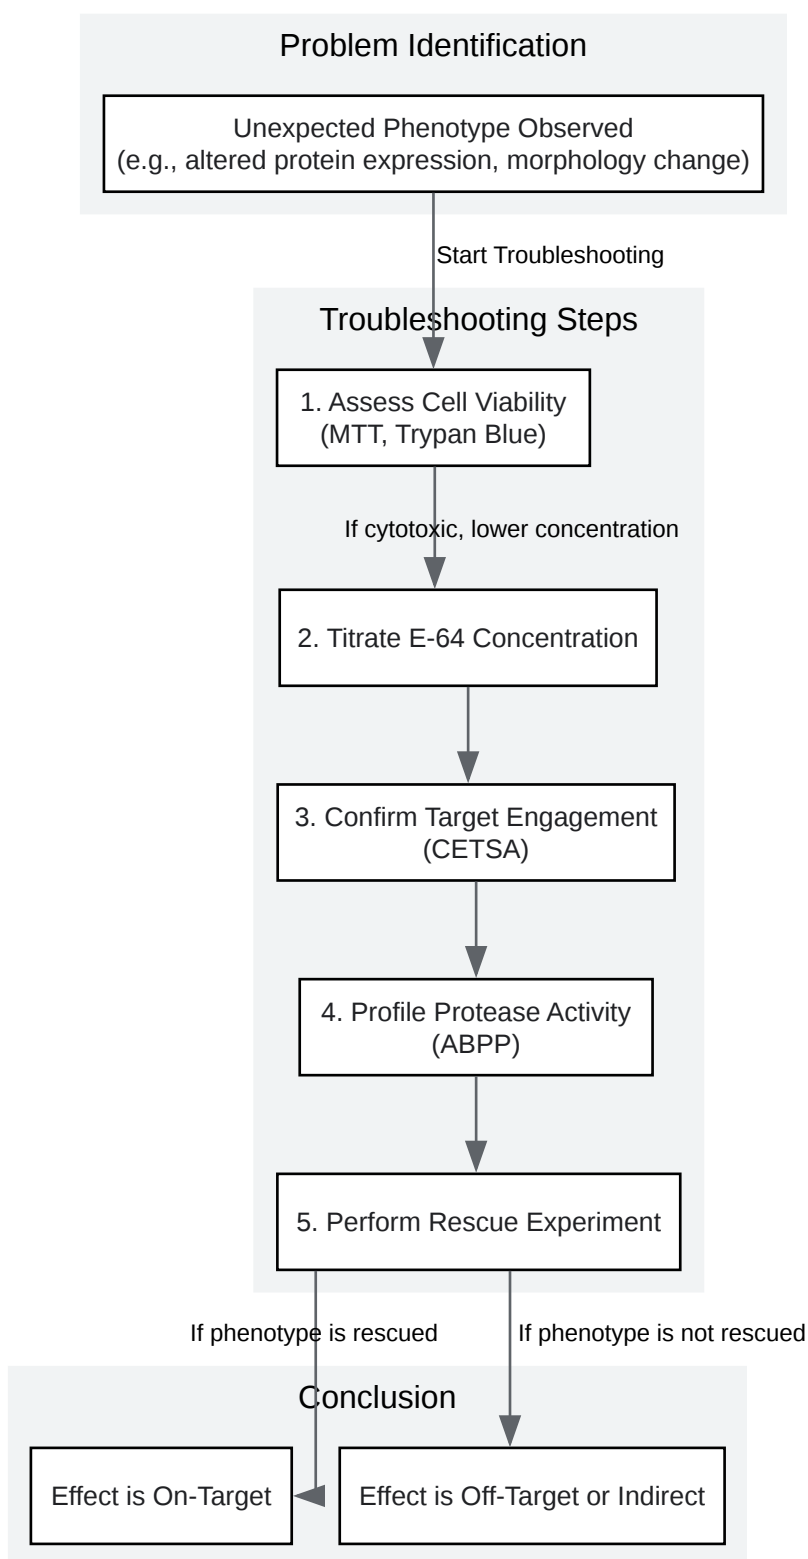 Problem Identification
Unexpected Phenotype Observed
(e.g., altered protein expression, morphology change)
Start Troubleshooting
Troubleshooting Steps
1. Assess Cell Viability
(MTT, Trypan Blue)
If cytotoxic, lower concentration
2. Titrate E-64 Concentration
3. Confirm Target Engagement
(CETSA)
4. Profile Protease Activity
(ABPP)
5. Perform Rescue Experiment
If phenotype is rescued
If phenotype is not rescued
Conclusion
Effect is On-Target
Effect is Off-Target or Indirect